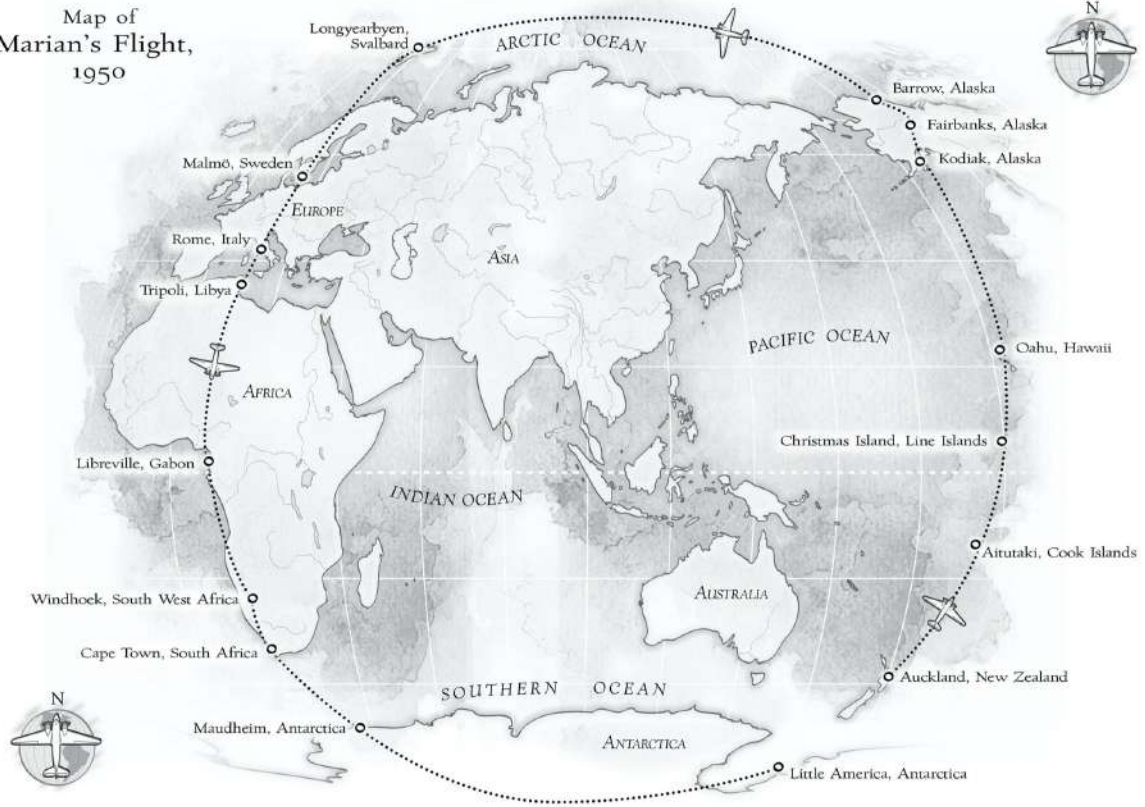 Map of
Marian's Flight,
1950
N
Longyearbyen,
Svalbard
ARCTIC OCEAN
Barrow, Alaska
Fairbanks, Alaska
Kodiak, Alaska
Malmö, Sweden
EUROPE
Rome, Italy
ASIA
Tripoli, Libya
PACIFIC OCEAN
Oahu, Hawaii
AFRICA
Christmas Island, Line Islands
Libreville, Gabon
INDIAN OCEAN
Aitutaki, Cook Islands
Windhoek, South West Africa
AUSTRALIA
Cape Town, South Africa
Auckland, New Zealand
SOUTHERN OCEAN
N
Maudheim, Antarctica
ANTARCTICA
Little America, Antarctica